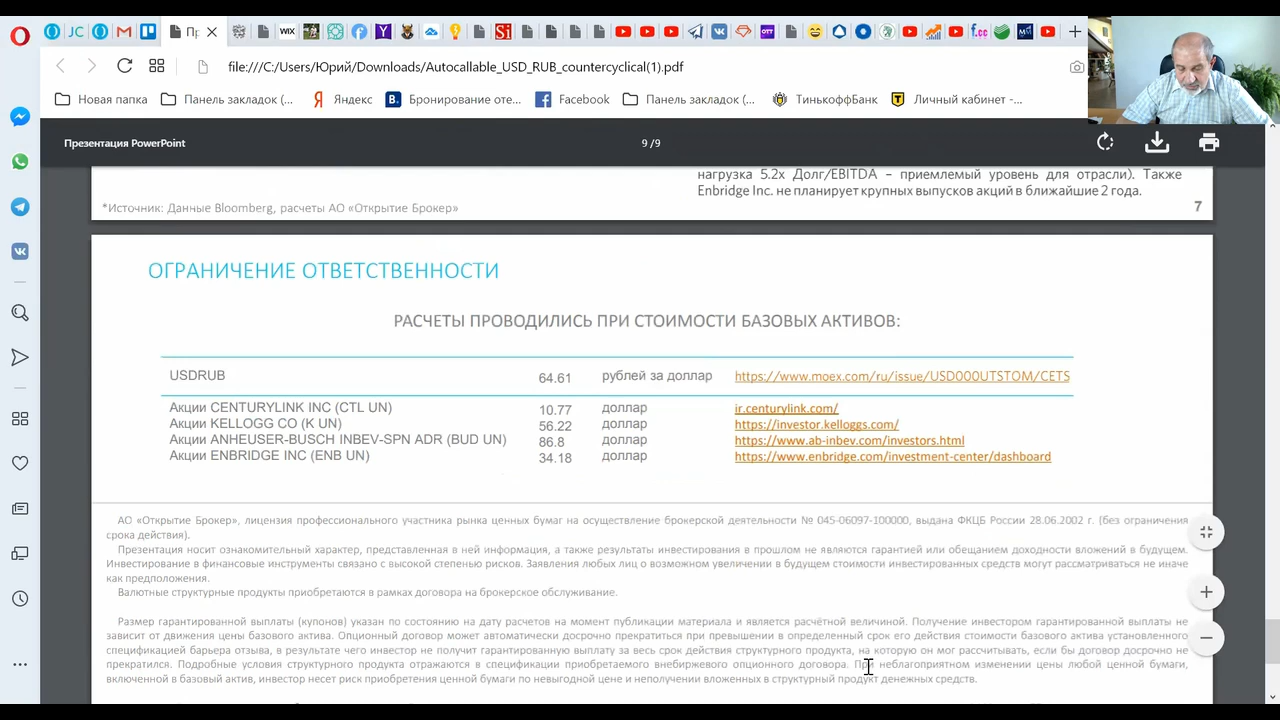 JC
Пр
WIX
Si
ОТТ
f.cc
file:///C:/Users/Юрий/Downloads/Autocallable_USD_RUB_countercyclical(1).pdf
Новая папка
Панель закладок (...
Яндекс
Бронирование оте...
Facebook
Панель закладок (...
ТинькоффБанк
Личный кабинет -...
Презентация PowerPoint
9 /9
нагрузка 5.2х Долг/EBITDA – приемлемый уровень для отрасли). Также
Enbridge Inc. не планирует крупных выпусков акций в ближайшие 2 года.
*Источник: Данные Bloomberg, расчеты АО «Открытие Брокер»
7
ОГРАНИЧЕНИЕ ОТВЕТСТВЕННОСТИ
РАСЧЕТЫ ПРОВОДИЛИСЬ ПРИ СТОИМОСТИ БАЗОВЫХ АКТИВОВ:
USDRUB 64.61 рублей за доллар https://www.moex.com/ru/issue/USD000UTSTOM/CETS
Акции CENTURYLINK INC (CTL UN) 10.77 доллар ir.centurylink.com/
Акции KELLOGG CO (K UN) 56.22 доллар https://investor.kelloggs.com/
Акции ANHEUSER-BUSCH INBEV-SPN ADR (BUD UN) 86.8 доллар https://www.ab-inbev.com/investors.html
Акции ENBRIDGE INC (ENB UN) 34.18 доллар https://www.enbridge.com/investment-center/dashboard
АО «Открытие Брокер», лицензия профессионального участника рынка ценных бумаг на осуществление брокерской деятельности № 045-06097-100000, выдана ФКЦБ России 28.06.2002 г. (без ограничения
срока действия).
Презентация носит ознакомительный характер, представленная в ней информация, а также результаты инвестирования в прошлом не являются гарантией или обещанием доходности вложений в будущем.
Инвестирование в финансовые инструменты связано с высокой степенью рисков. Заявления любых лиц о возможном увеличении в будущем стоимости инвестированных средств могут рассматриваться не иначе
как предположения.
Валютные структурные продукты приобретаются в рамках договора на брокерское обслуживание.
Размер гарантированной выплаты (купонов) указан по состоянию на дату расчетов на момент публикации материала и является расчётной величиной. Получение инвестором гарантированной выплаты не
зависит от движения цены базового актива. Опционный договор может автоматически досрочно прекратиться при превышении в определенный срок его действия стоимости базового актива установленного
спецификацией барьера отзыва, в результате чего инвестор не получит гарантированную выплату за весь срок действия структурного продукта, на которую он мог рассчитывать, если бы договор досрочно не
прекратился. Подробные условия структурного продукта отражаются в спецификации приобретаемого внебиржевого опционного договора. При неблагоприятном изменении цены любой ценной бумаги,
включенной в базовый актив, инвестор несет риск приобретения ценной бумаги по невыгодной цене и неполучении вложенных в структурный продукт денежных средств.